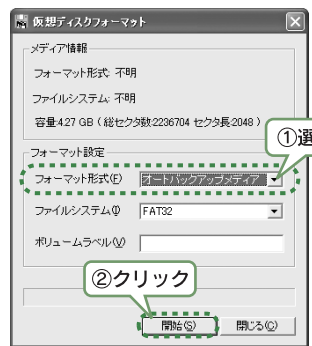 仮想ディスクフォーマット
メディア情報
フォーマット形式: 不明
ファイルシステム: 不明
容量:4.27 GB ( 総セクタ数:2236704 セクタ長:2048 )
①選
フォーマット設定
フォーマット形式(F) オートバックアップメディア
ファイルシステム(I) FAT32
ボリュームラベル(V)
②クリック
開始(S) 閉じる(C)